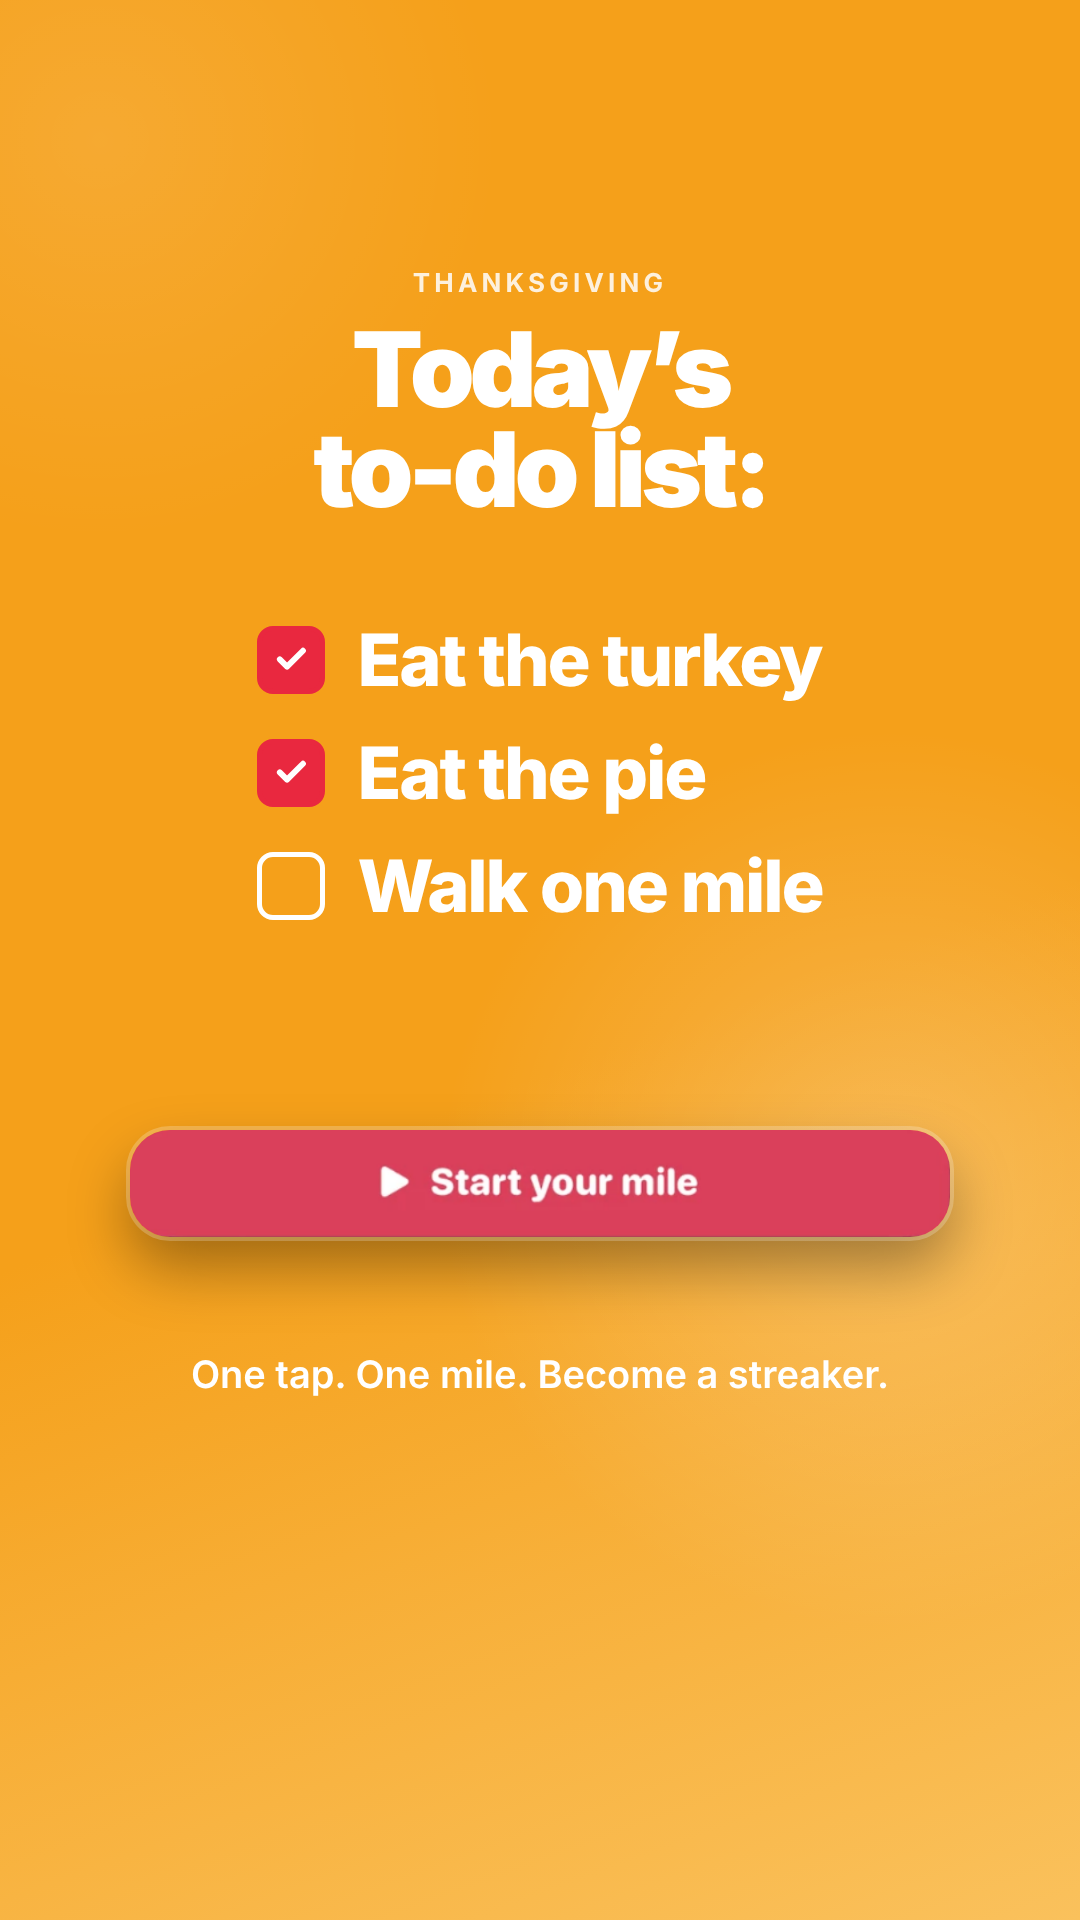 THANKSGIVING
Today’s
to-do list:
Eat the turkey
Eat the pie
Walk one mile
Start your mile
One tap. One mile. Become a streaker.